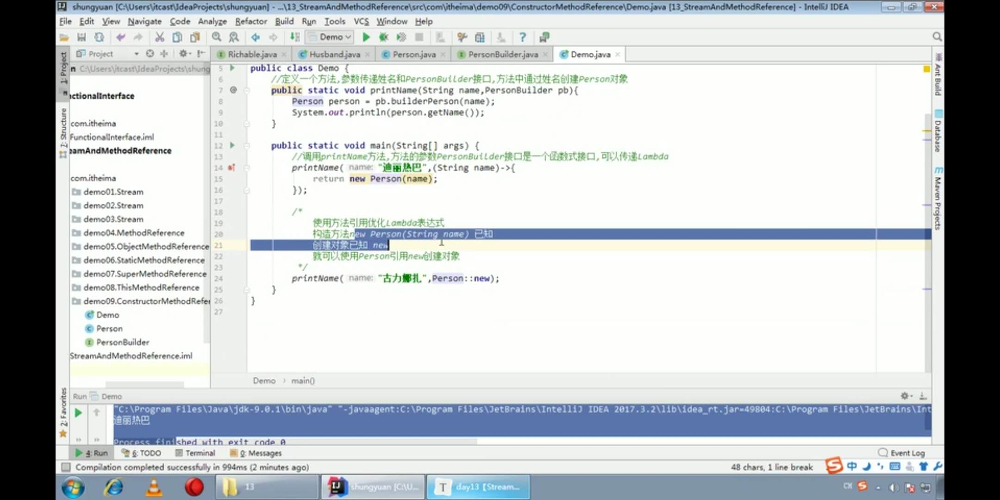 shungyuan [C:\Users\itcast\IdeaProjects\shungyuan] - ...\13_StreamAndMethodReference\src\com\itheima\demo09\ConstructorMethodReference\Demo.java [13_StreamAndMethodReference] - IntelliJ IDEA
File Edit View Navigate Code Analyze Refactor Build Run Tools VCS Window Help
Demo
Project
Richable.java Husband.java Person.java PersonBuilder.java Demo.java
1: Project
Z: Structure
2: Favorites
Ant Build
Database
Maven Projects
n C:\Users\itcast\IdeaProjects\shung
nctionalInterface
com.itheima
FunctionalInterface.iml
eamAndMethodReference
com.itheima
demo01.Stream
demo02.Stream
demo03.Stream
demo04.MethodReference
demo05.ObjectMethodReference
demo06.StaticMethodReference
demo07.SuperMethodReference
demo08.ThisMethodReference
demo09.ConstructorMethodRefer
Demo
Person
PersonBuilder
StreamAndMethodReference.iml
5 public class Demo {
6 //定义一个方法,参数传递姓名和PersonBuilder接口,方法中通过姓名创建Person对象
7 public static void printName(String name,PersonBuilder pb){
8 Person person = pb.builderPerson(name);
9 System.out.println(person.getName());
10 }
11
12 public static void main(String[] args) {
13 //调用printName方法,方法的参数PersonBuilder接口是一个函数式接口,可以传递Lambda
14 printName( name: "迪丽热巴",(String name)->{
15 return new Person(name);
16 });
17
18 /*
19 使用方法引用优化Lambda表达式
20 构造方法new Person(String name) 已知
21 创建对象已知 new
22 就可以使用Person引用new创建对象
23 */
24 printName( name: "古力娜扎",Person::new);
25 }
26 }
27
Demo › main()
Run Demo
"C:\Program Files\Java\jdk-9.0.1\bin\java" "-javaagent:C:\Program Files\JetBrains\IntelliJ IDEA 2017.3.2\lib\idea_rt.jar=49804:C:\Program Files\JetBrains\Int
迪丽热巴
Process finished with exit code 0
4: Run 6: TODO Terminal 0: Messages Event Log
Compilation completed successfully in 994ms (2 minutes ago) 48 chars, 1 line break 中
13 shungyuan [C:\U... day13【Stream... CH